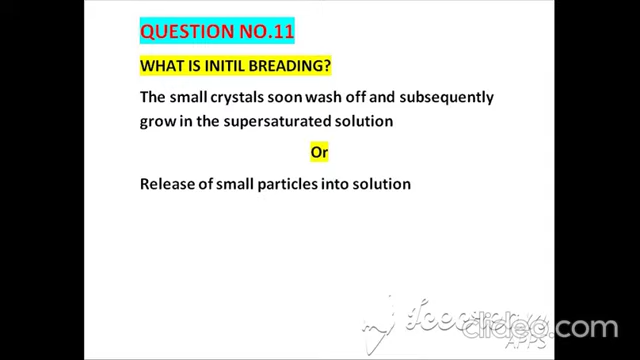 QUESTION NO.11
WHAT IS INITIL BREADING?
The small crystals soon wash off and subsequently
grow in the supersaturated solution
Or
Release of small particles into solution
clideo.com
APPS